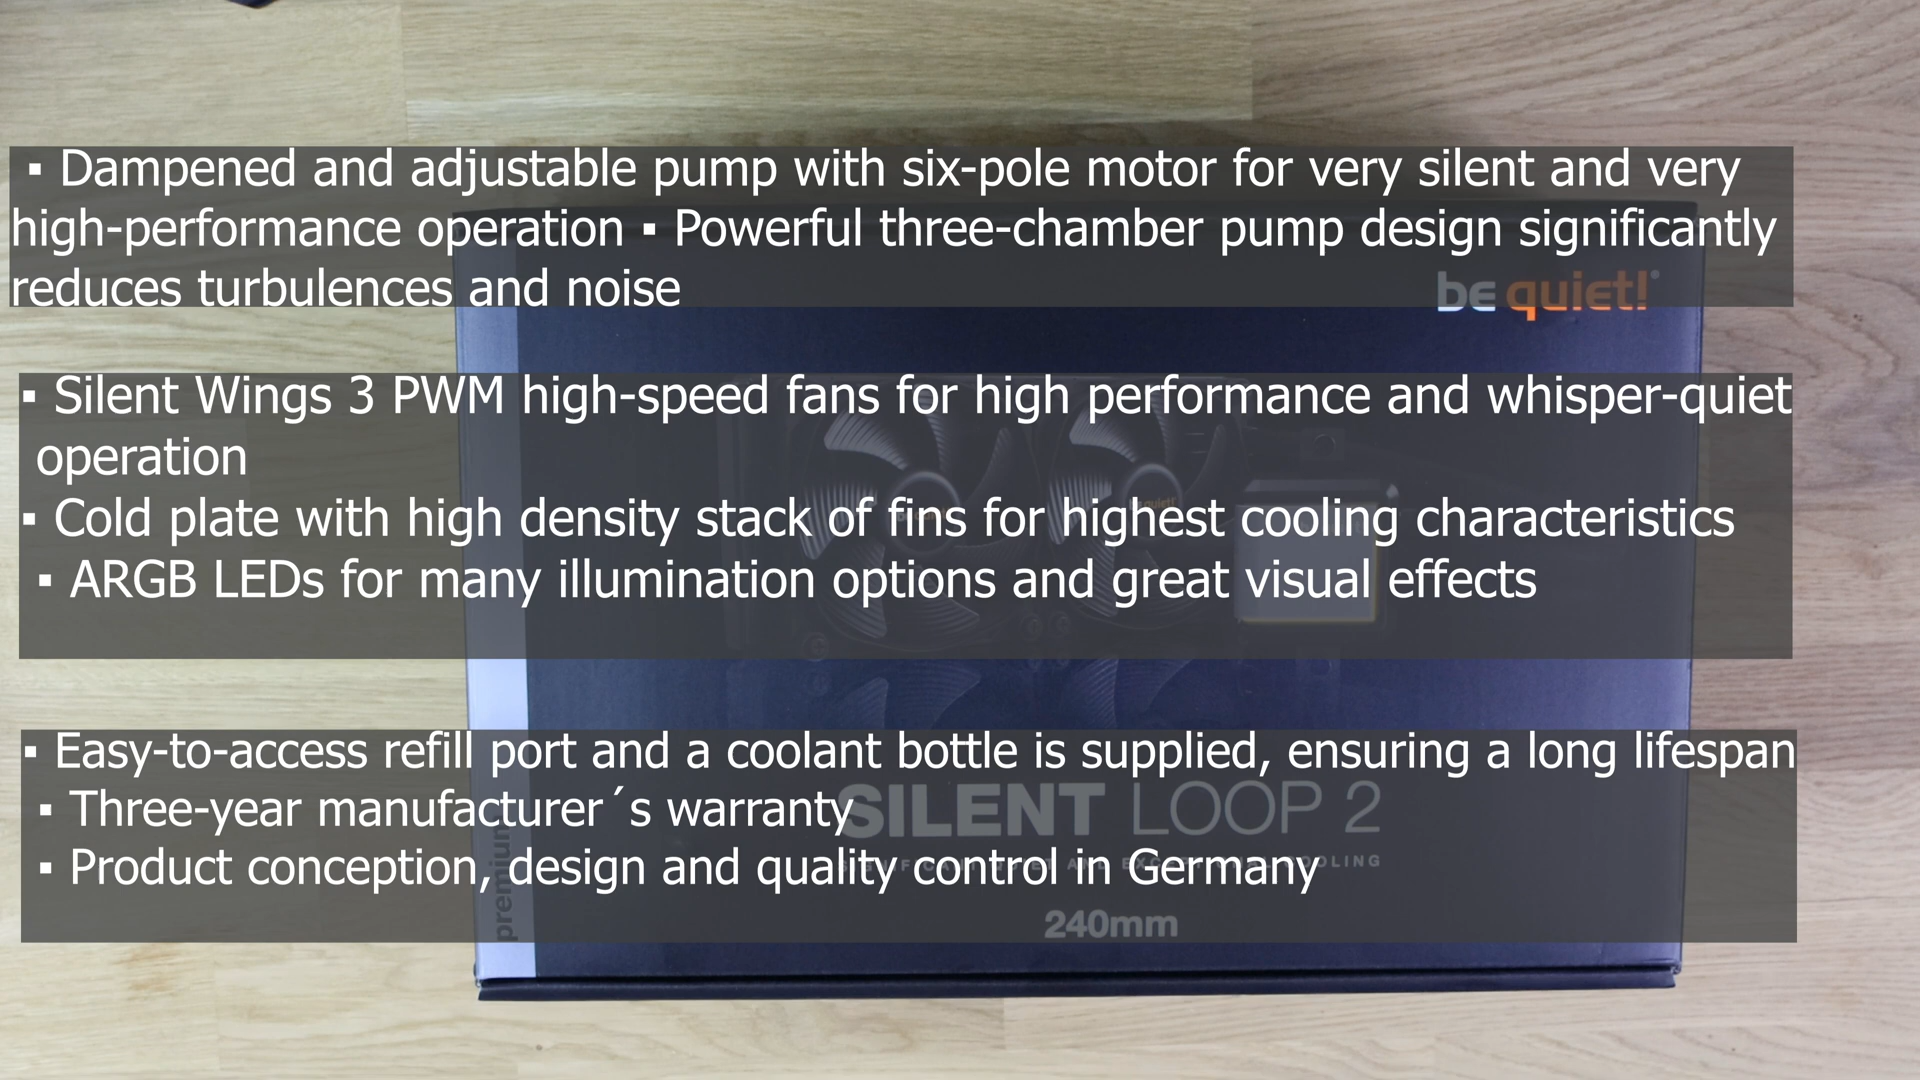 ▪ Dampened and adjustable pump with six-pole motor for very silent and very
high-performance operation ▪ Powerful three-chamber pump design significantly
reduces turbulences and noise
be quiet!
▪ Silent Wings 3 PWM high-speed fans for high performance and whisper-quiet
operation
▪ Cold plate with high density stack of fins for highest cooling characteristics
▪ ARGB LEDs for many illumination options and great visual effects
▪ Easy-to-access refill port and a coolant bottle is supplied, ensuring a long lifespan
▪ Three-year manufacturer´s warranty
SILENT LOOP 2
▪ Product conception, design and quality control in Germany
COOLING
premium
240mm